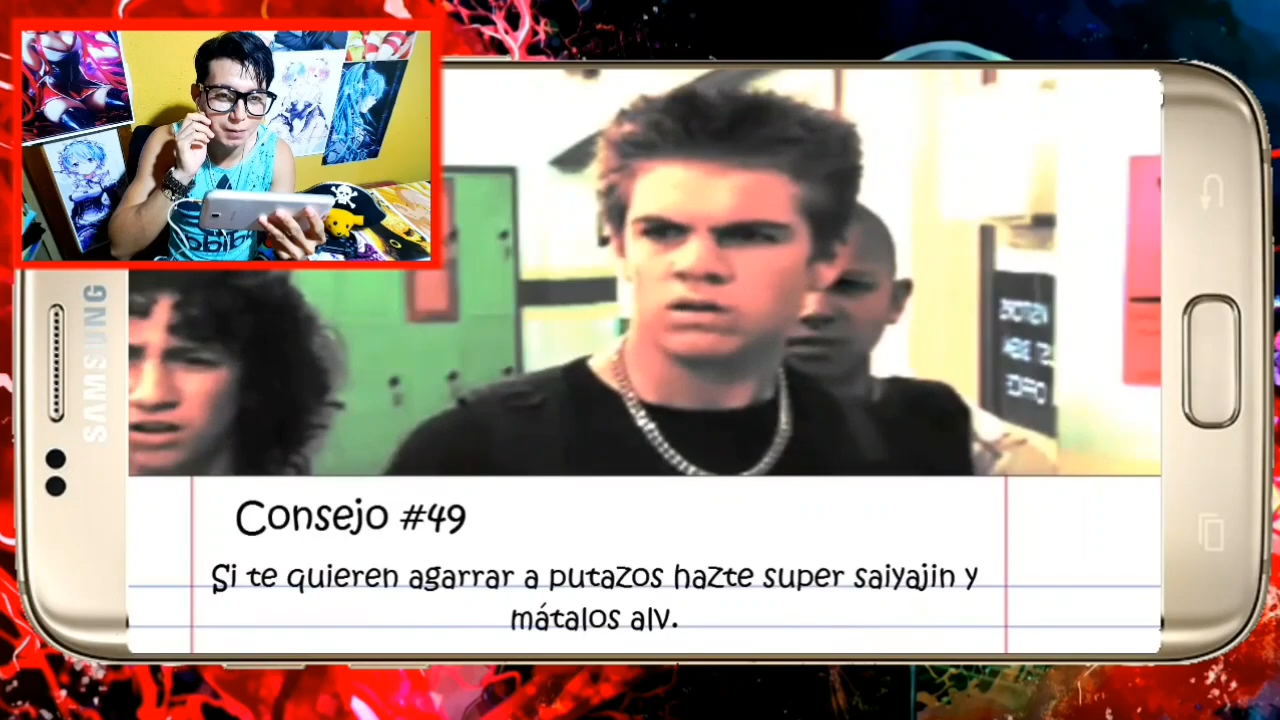 SAMSUNG
Consejo #49
Si te quieren agarrar a putazos hazte super saiyajin y
mátalos alv.